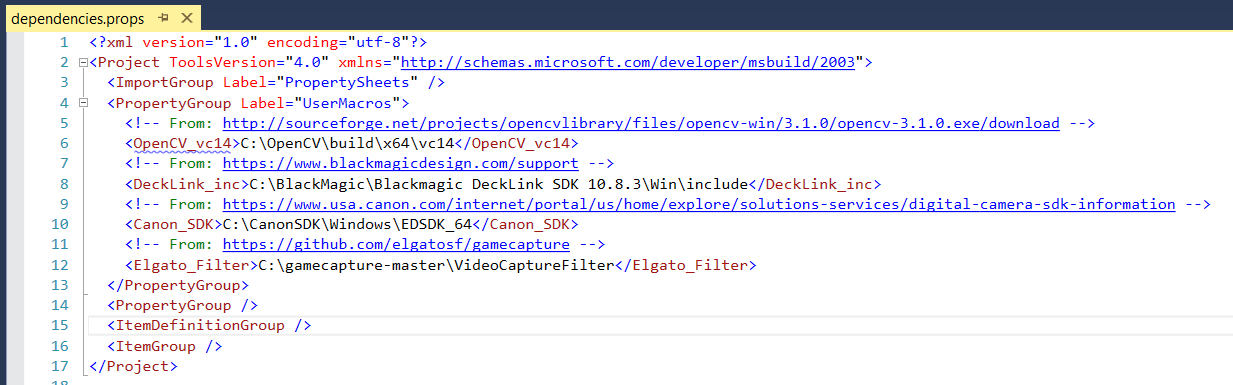 dependencies.props
1 <?xml version="1.0" encoding="utf-8"?>
2 <Project ToolsVersion="4.0" xmlns="http://schemas.microsoft.com/developer/msbuild/2003">
3 <ImportGroup Label="PropertySheets" />
4 <PropertyGroup Label="UserMacros">
5 <!-- From: http://sourceforge.net/projects/opencvlibrary/files/opencv-win/3.1.0/opencv-3.1.0.exe/download -->
6 <OpenCV_vc14>C:\OpenCV\build\x64\vc14</OpenCV_vc14>
7 <!-- From: https://www.blackmagicdesign.com/support -->
8 <DeckLink_inc>C:\BlackMagic\Blackmagic DeckLink SDK 10.8.3\Win\include</DeckLink_inc>
9 <!-- From: https://www.usa.canon.com/internet/portal/us/home/explore/solutions-services/digital-camera-sdk-information -->
10 <Canon_SDK>C:\CanonSDK\Windows\EDSDK_64</Canon_SDK>
11 <!-- From: https://github.com/elgatosf/gamecapture -->
12 <Elgato_Filter>C:\gamecapture-master\VideoCaptureFilter</Elgato_Filter>
13 </PropertyGroup>
14 <PropertyGroup />
15 <ItemDefinitionGroup />
16 <ItemGroup />
17 </Project>
18